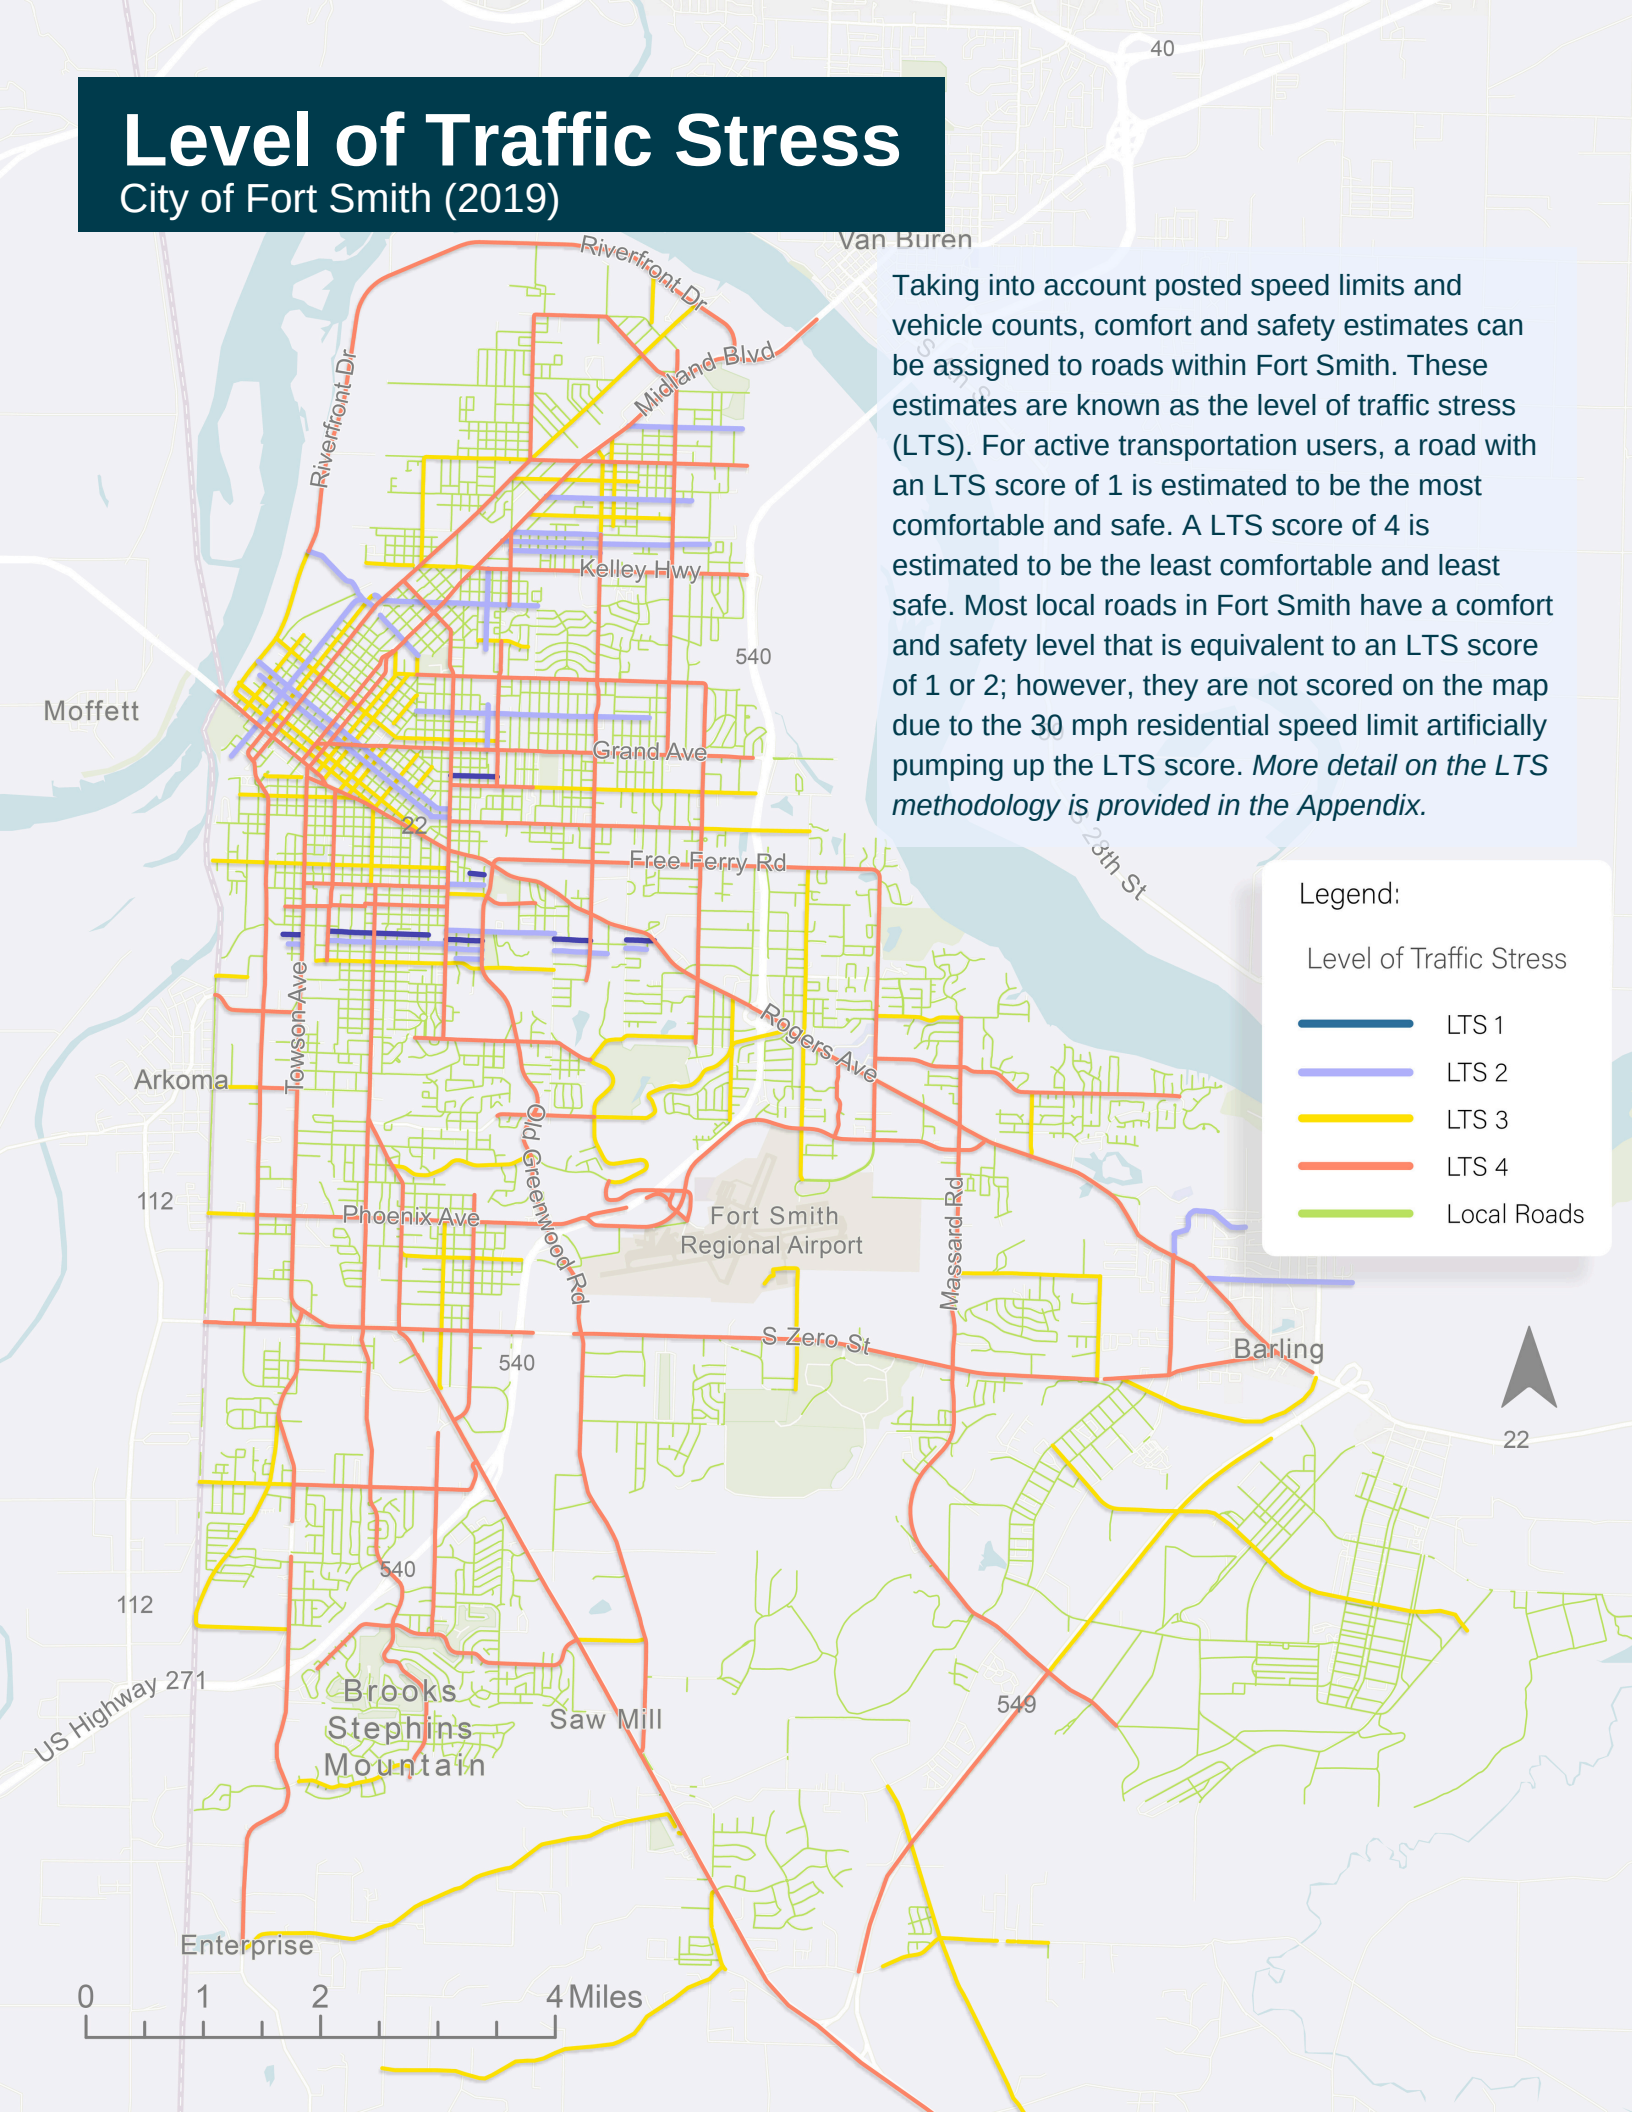 40
Level of Traffic Stress
City of Fort Smith (2019)
Van Buren
Riverfront Dr
Taking into account posted speed limits and
vehicle counts, comfort and safety estimates can
be assigned to roads within Fort Smith. These
estimates are known as the level of traffic stress
(LTS). For active transportation users, a road with
an LTS score of 1 is estimated to be the most
comfortable and safe. A LTS score of 4 is
estimated to be the least comfortable and least
safe. Most local roads in Fort Smith have a comfort
and safety level that is equivalent to an LTS score
of 1 or 2; however, they are not scored on the map
due to the 30 mph residential speed limit artificially
pumping up the LTS score. More detail on the LTS
methodology is provided in the Appendix.
Riverfront Dr
Midland Blvd
Kelley Hwy
540
Moffett
Grand Ave
22
Free Ferry Rd
S 28th St
Legend:
Level of Traffic Stress
LTS 1
LTS 2
LTS 3
LTS 4
Local Roads
Towson Ave
Rogers Ave
Arkoma
Old Greenwood Rd
112
Phoenix Ave
Fort Smith
Regional Airport
Massard Rd
S Zero St
540
Barling
22
540
112
US Highway 271
Brooks
Stephins
Mountain
Saw Mill
549
Enterprise
0 1 2 4 Miles